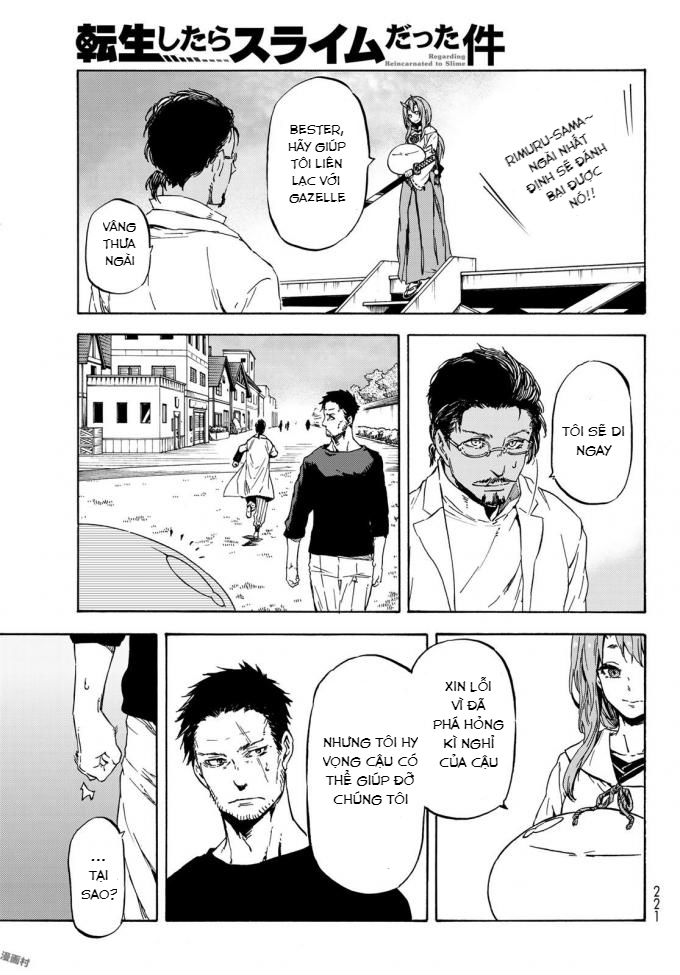 転生したらスライムだった件
Regarding
Reincarnated to Slime
RIMURU-SAMA~
NGÀI NHẤT
ĐỊNH SẼ ĐÁNH
BẠI ĐƯỢC
NÓ!!
BESTER,
HÃY GIÚP
TÔI LIÊN
LẠC VỚI
GAZELLE
VÂNG
THƯA
NGÀI
TÔI SẼ DI
NGAY
XIN LỖI
VÌ ĐÃ
PHÁ HỎNG
KÌ NGHỈ
CỦA CẬU
NHƯNG TÔI HY
VỌNG CẬU CÓ
THỂ GIÚP ĐỠ
CHÚNG TÔI
...
TẠI
SAO?
221
漫画村